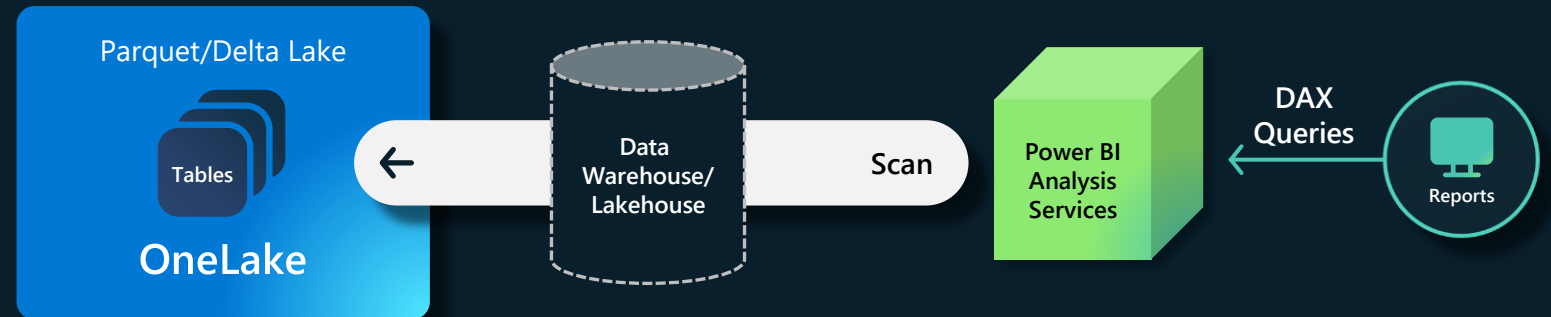 Parquet/Delta Lake
Tables
OneLake
Data
Warehouse/
Lakehouse
Scan
Power BI
Analysis
Services
DAX
Queries
Reports